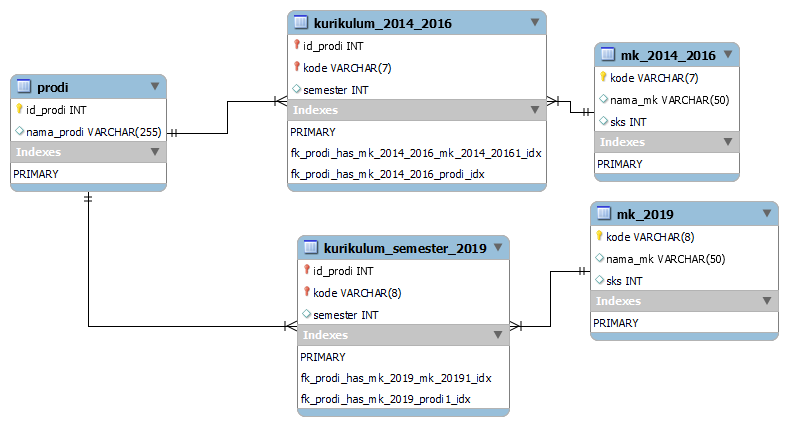 prodi
id_prodi INT
nama_prodi VARCHAR(255)
Indexes
PRIMARY
kurikulum_2014_2016
id_prodi INT
kode VARCHAR(7)
semester INT
Indexes
PRIMARY
fk_prodi_has_mk_2014_2016_mk_2014_20161_idx
fk_prodi_has_mk_2014_2016_prodi_idx
mk_2014_2016
kode VARCHAR(7)
nama_mk VARCHAR(50)
sks INT
Indexes
PRIMARY
kurikulum_semester_2019
id_prodi INT
kode VARCHAR(8)
semester INT
Indexes
PRIMARY
fk_prodi_has_mk_2019_mk_20191_idx
fk_prodi_has_mk_2019_prodi1_idx
mk_2019
kode VARCHAR(8)
nama_mk VARCHAR(50)
sks INT
Indexes
PRIMARY